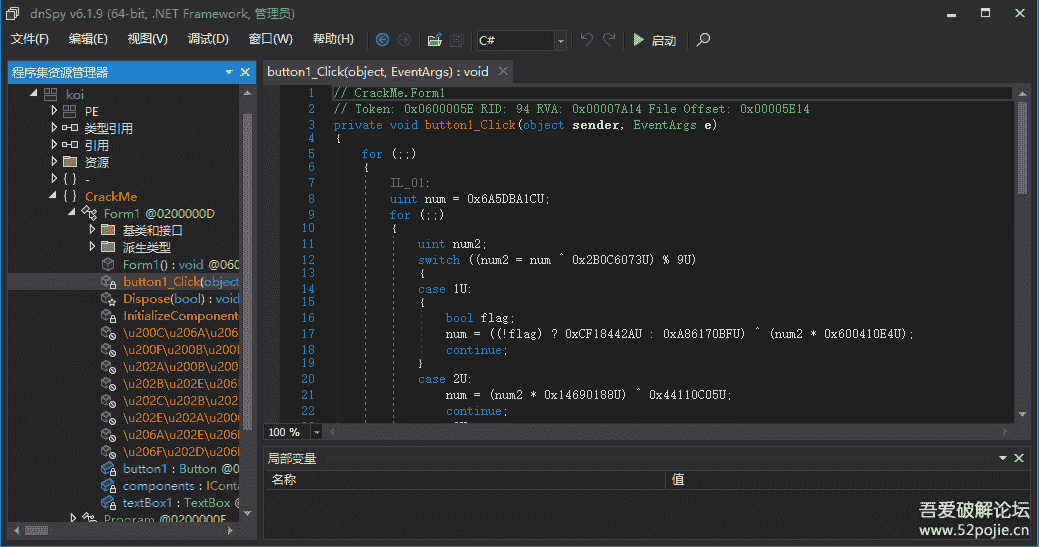 dnSpy v6.1.9 (64-bit, .NET Framework, 管理员)
文件(F) 编辑(E) 视图(V) 调试(D) 窗口(W) 帮助(H) C# 启动
程序集资源管理器
koi
PE
类型引用
引用
资源
{ } -
{ } CrackMe
Form1 @0200000D
基类和接口
派生类型
Form1() : void @060
button1_Click(object
Dispose(bool) : void
InitializeComponent
\u200C\u206A\u206
\u200F\u200B\u200
\u202A\u200B\u200
\u202B\u202E\u206
\u202C\u202B\u202
\u202E\u202A\u200
\u206A\u202E\u206
\u206F\u202D\u206
button1 : Button @0
components : IConta
textBox1 : TextBox @
Program @0200000E
button1_Click(object, EventArgs) : void
1 // CrackMe.Form1
2 // Token: 0x0600005E RID: 94 RVA: 0x00007A14 File Offset: 0x00005E14
3 private void button1_Click(object sender, EventArgs e)
4 {
5 for (;;)
6 {
7 IL_01:
8 uint num = 0x6A5DBA1CU;
9 for (;;)
10 {
11 uint num2;
12 switch ((num2 = num ^ 0x2B0C6073U) % 9U)
13 {
14 case 1U:
15 {
16 bool flag;
17 num = ((!flag) ? 0xCF18442AU : 0xA86170BFU) ^ (num2 * 0x600410E4U);
18 continue;
19 }
20 case 2U:
21 num = (num2 * 0x14690188U) ^ 0x44110C05U;
22 continue;
100 %
局部变量
名称 值
吾爱破解论坛
www.52pojie.cn